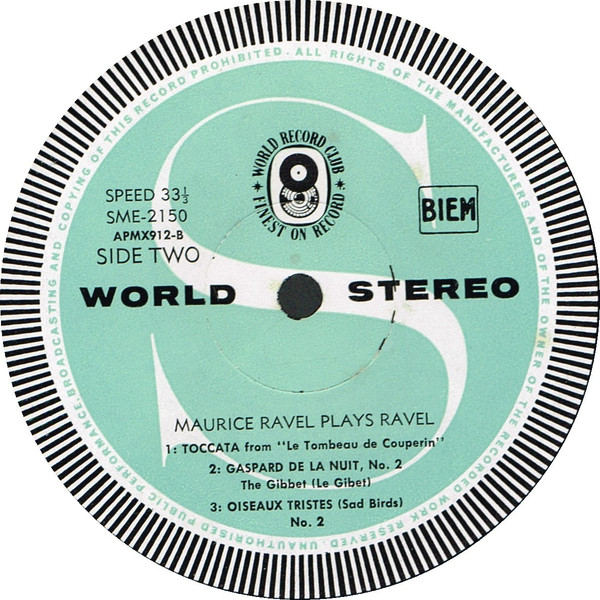 ALL RIGHTS OF THE MANUFACTURERS AND OF THE OWNER OF THE RECORDED WORK RESERVED. UNAUTHORISED PUBLIC PERFORMANCE, BROADCASTING AND COPYING OF THIS RECORD PROHIBITED.
WORLD RECORD CLUB
FINEST ON RECORD
SPEED 33⅓
SME-2150
APMX912-B
SIDE TWO
BIEM
WORLD STEREO
MAURICE RAVEL PLAYS RAVEL
1: TOCCATA from "Le Tombeau de Couperin"
2: GASPARD DE LA NUIT, No. 2
The Gibbet (Le Gibet)
3: OISEAUX TRISTES (Sad Birds)
No. 2